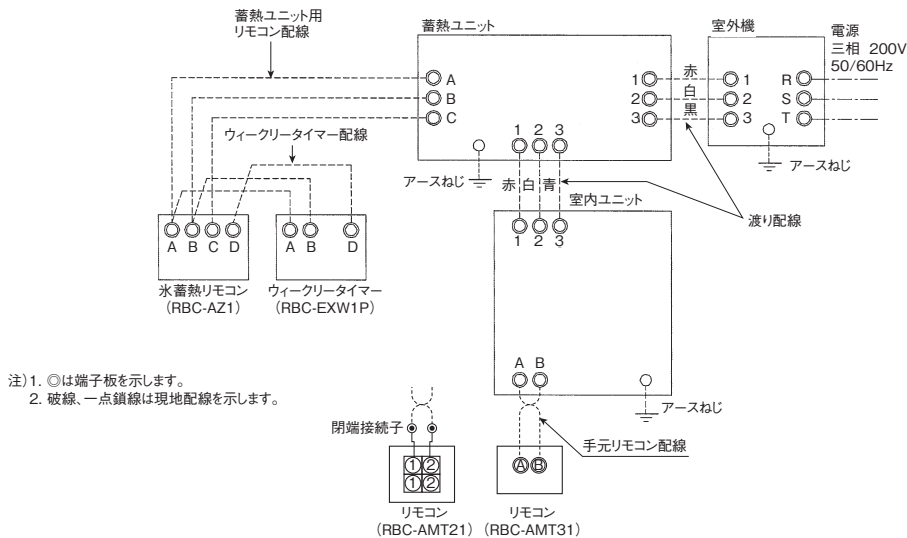 蓄熱ユニット用
リモコン配線
蓄熱ユニット
室外機
電源
三相 200V
50/60Hz
A
B
C
1
2
3
赤
白
黒
1
2
3
R
S
T
ウィークリータイマー配線
1 2 3
アースねじ
アースねじ
赤 白 青
室内ユニット
渡り配線
1 2 3
A B C D
A B D
氷蓄熱リモコン
(RBC-AZ1)
ウィークリータイマー
(RBC-EXW1P)
注)1. ◎は端子板を示します。
2. 破線、一点鎖線は現地配線を示します。
A B
アースねじ
閉端接続子
手元リモコン配線
① ②
① ②
Ⓐ Ⓑ
リモコン
(RBC-AMT21)
リモコン
(RBC-AMT31)